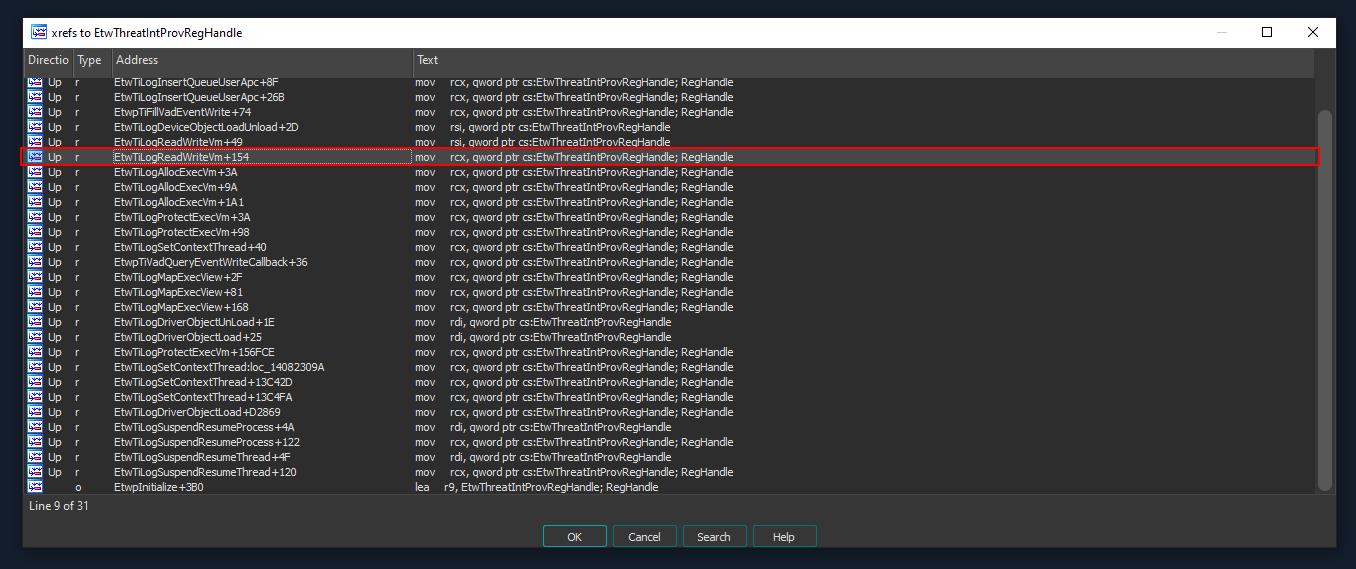 xrefs to EtwThreatIntProvRegHandle
Directio Type Address Text
Up r EtwTiLogInsertQueueUserApc+8F mov rcx, qword ptr cs:EtwThreatIntProvRegHandle; RegHandle
Up r EtwTiLogInsertQueueUserApc+26B mov rcx, qword ptr cs:EtwThreatIntProvRegHandle; RegHandle
Up r EtwpTiFillVadEventWrite+74 mov rcx, qword ptr cs:EtwThreatIntProvRegHandle; RegHandle
Up r EtwTiLogDeviceObjectLoadUnload+2D mov rsi, qword ptr cs:EtwThreatIntProvRegHandle
Up r EtwTiLogReadWriteVm+49 mov rsi, qword ptr cs:EtwThreatIntProvRegHandle
Up r EtwTiLogReadWriteVm+154 mov rcx, qword ptr cs:EtwThreatIntProvRegHandle; RegHandle
Up r EtwTiLogAllocExecVm+3A mov rcx, qword ptr cs:EtwThreatIntProvRegHandle; RegHandle
Up r EtwTiLogAllocExecVm+9A mov rcx, qword ptr cs:EtwThreatIntProvRegHandle; RegHandle
Up r EtwTiLogAllocExecVm+1A1 mov rcx, qword ptr cs:EtwThreatIntProvRegHandle; RegHandle
Up r EtwTiLogProtectExecVm+3A mov rcx, qword ptr cs:EtwThreatIntProvRegHandle; RegHandle
Up r EtwTiLogProtectExecVm+98 mov rcx, qword ptr cs:EtwThreatIntProvRegHandle; RegHandle
Up r EtwTiLogSetContextThread+40 mov rcx, qword ptr cs:EtwThreatIntProvRegHandle; RegHandle
Up r EtwpTiVadQueryEventWriteCallback+36 mov rcx, qword ptr cs:EtwThreatIntProvRegHandle; RegHandle
Up r EtwTiLogMapExecView+2F mov rcx, qword ptr cs:EtwThreatIntProvRegHandle; RegHandle
Up r EtwTiLogMapExecView+81 mov rcx, qword ptr cs:EtwThreatIntProvRegHandle; RegHandle
Up r EtwTiLogMapExecView+168 mov rcx, qword ptr cs:EtwThreatIntProvRegHandle; RegHandle
Up r EtwTiLogDriverObjectUnLoad+1E mov rdi, qword ptr cs:EtwThreatIntProvRegHandle
Up r EtwTiLogDriverObjectLoad+25 mov rdi, qword ptr cs:EtwThreatIntProvRegHandle
Up r EtwTiLogProtectExecVm+156FCE mov rcx, qword ptr cs:EtwThreatIntProvRegHandle; RegHandle
Up r EtwTiLogSetContextThread:loc_14082309A mov rcx, qword ptr cs:EtwThreatIntProvRegHandle; RegHandle
Up r EtwTiLogSetContextThread+13C42D mov rcx, qword ptr cs:EtwThreatIntProvRegHandle; RegHandle
Up r EtwTiLogSetContextThread+13C4FA mov rcx, qword ptr cs:EtwThreatIntProvRegHandle; RegHandle
Up r EtwTiLogDriverObjectLoad+D2869 mov rcx, qword ptr cs:EtwThreatIntProvRegHandle; RegHandle
Up r EtwTiLogSuspendResumeProcess+4A mov rdi, qword ptr cs:EtwThreatIntProvRegHandle
Up r EtwTiLogSuspendResumeProcess+122 mov rcx, qword ptr cs:EtwThreatIntProvRegHandle; RegHandle
Up r EtwTiLogSuspendResumeThread+4F mov rdi, qword ptr cs:EtwThreatIntProvRegHandle
Up r EtwTiLogSuspendResumeThread+120 mov rcx, qword ptr cs:EtwThreatIntProvRegHandle; RegHandle
o EtwpInitialize+3B0 lea r9, EtwThreatIntProvRegHandle; RegHandle
Line 9 of 31
OK Cancel Search Help